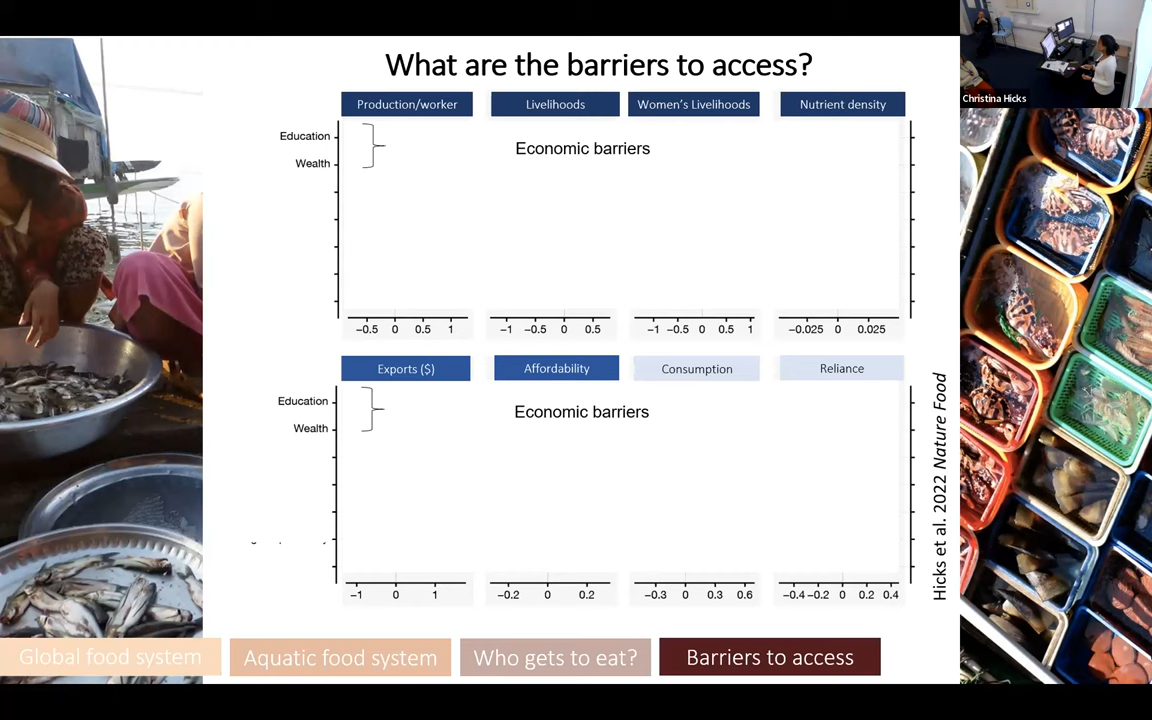 What are the barriers to access?
Christina Hicks
Production/worker
Livelihoods
Women's Livelihoods
Nutrient density
Education
Wealth
Economic barriers
−0.5 0 0.5 1
−1 −0.5 0 0.5
−1 −0.5 0 0.5 1
−0.025 0 0.025
Exports ($)
Affordability
Consumption
Reliance
Education
Wealth
Economic barriers
−1 0 1
−0.2 0 0.2
−0.3 0 0.3 0.6
−0.4 −0.2 0 0.2 0.4
Hicks et al. 2022 Nature Food
Global food system
Aquatic food system
Who gets to eat?
Barriers to access